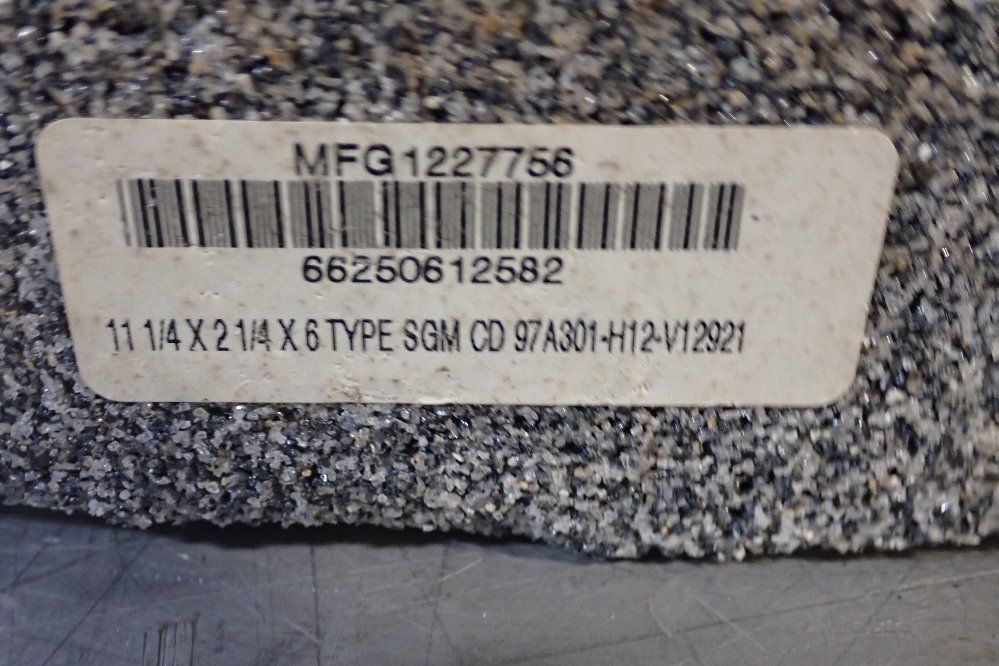 MFG1227756
66250612582
11 1/4 X 2 1/4 X 6 TYPE SGM CD 97A301-H12-V12921